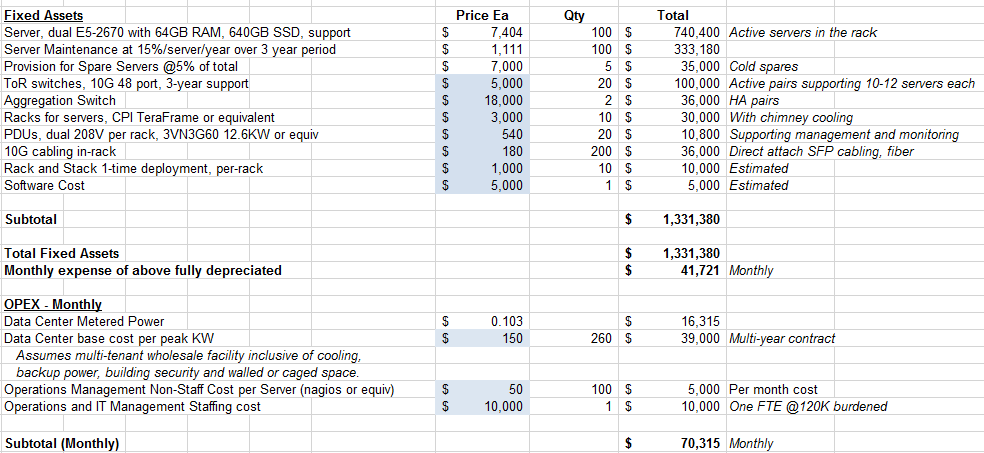 Fixed Assets Price Ea Qty Total
Server, dual E5-2670 with 64GB RAM, 640GB SSD, support $ 7,404 100 $ 740,400 Active servers in the rack
Server Maintenance at 15%/server/year over 3 year period $ 1,111 100 $ 333,180
Provision for Spare Servers @5% of total $ 7,000 5 $ 35,000 Cold spares
ToR switches, 10G 48 port, 3-year support $ 5,000 20 $ 100,000 Active pairs supporting 10-12 servers each
Aggregation Switch $ 18,000 2 $ 36,000 HA pairs
Racks for servers, CPI TeraFrame or equivalent $ 3,000 10 $ 30,000 With chimney cooling
PDUs, dual 208V per rack, 3VN3G60 12.6KW or equiv $ 540 20 $ 10,800 Supporting management and monitoring
10G cabling in-rack $ 180 200 $ 36,000 Direct attach SFP cabling, fiber
Rack and Stack 1-time deployment, per-rack $ 1,000 10 $ 10,000 Estimated
Software Cost $ 5,000 1 $ 5,000 Estimated
Subtotal $ 1,331,380
Total Fixed Assets $ 1,331,380
Monthly expense of above fully depreciated $ 41,721 Monthly
OPEX - Monthly
Data Center Metered Power $ 0.103 $ 16,315
Data Center base cost per peak KW $ 150 260 $ 39,000 Multi-year contract
Assumes multi-tenant wholesale facility inclusive of cooling,
backup power, building security and walled or caged space.
Operations Management Non-Staff Cost per Server (nagios or equiv) $ 50 100 $ 5,000 Per month cost
Operations and IT Management Staffing cost $ 10,000 1 $ 10,000 One FTE @120K burdened
Subtotal (Monthly) $ 70,315 Monthly